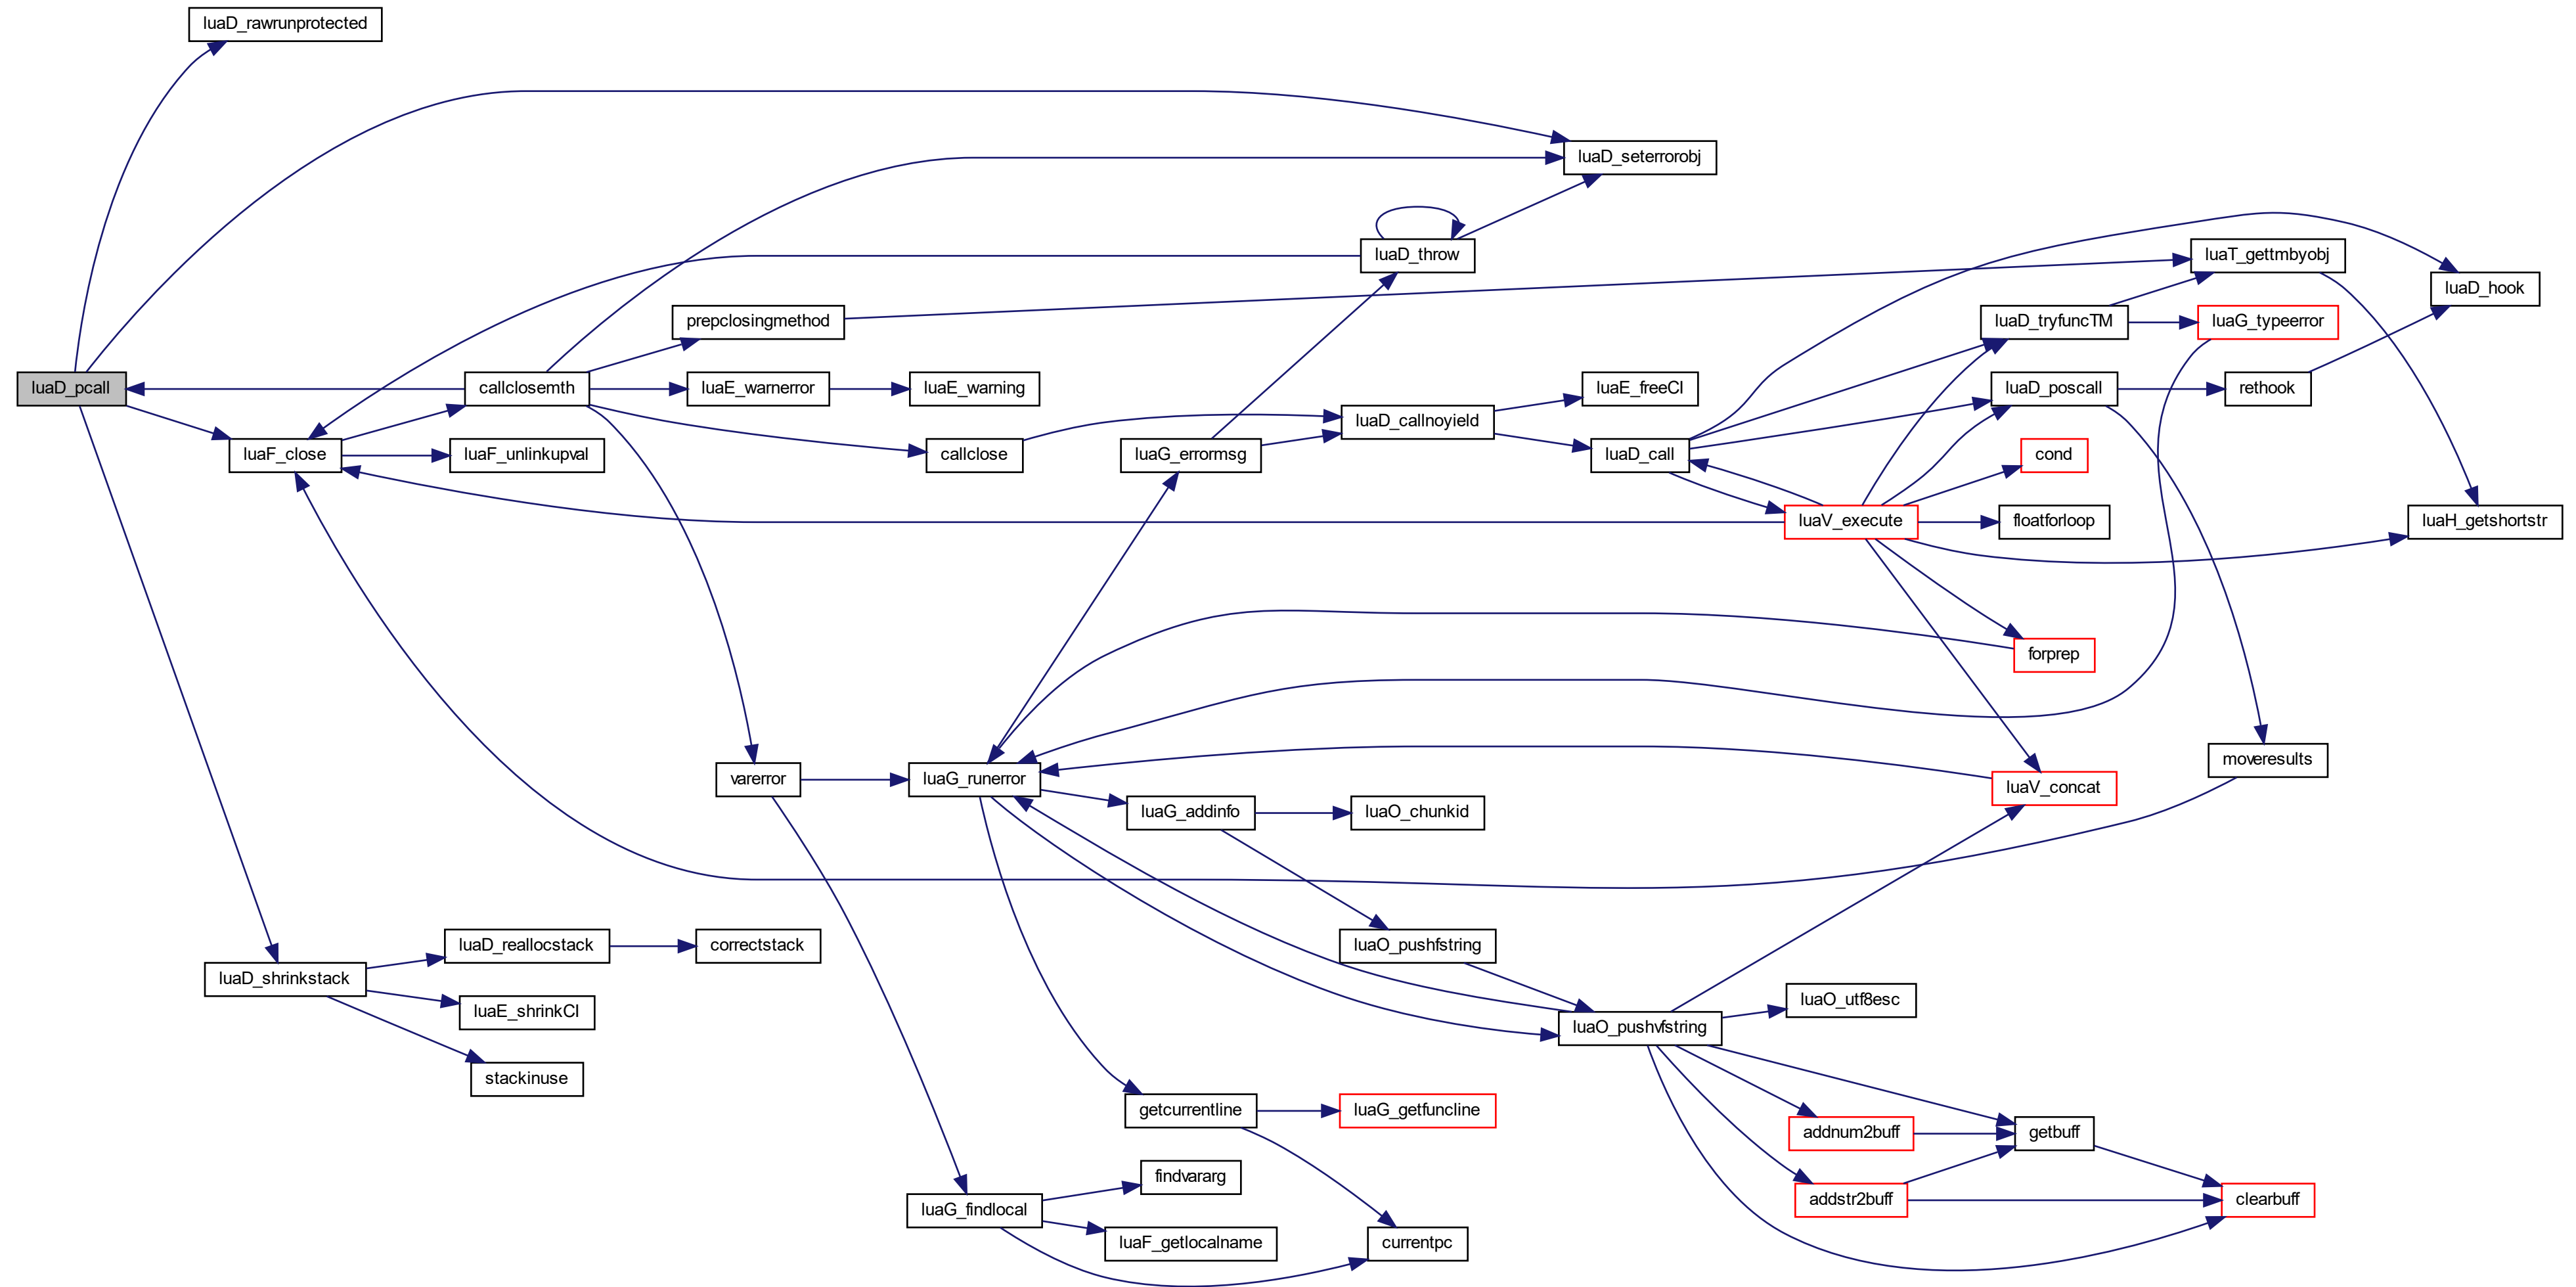 luaD_rawrunprotected
luaD_seterrorobj
luaD_throw
luaT_gettmbyobj
luaD_hook
prepclosingmethod
luaD_tryfuncTM
luaG_typeerror
luaD_pcall
callclosemth
luaE_warnerror
luaE_warning
luaE_freeCI
luaD_poscall
rethook
luaD_callnoyield
luaF_close
luaF_unlinkupval
callclose
luaG_errormsg
luaD_call
cond
luaV_execute
floatforloop
luaH_getshortstr
forprep
moveresults
varerror
luaG_runerror
luaV_concat
luaG_addinfo
luaO_chunkid
luaD_reallocstack
correctstack
luaO_pushfstring
luaD_shrinkstack
luaE_shrinkCI
luaO_utf8esc
luaO_pushvfstring
stackinuse
getcurrentline
luaG_getfuncline
addnum2buff
getbuff
findvararg
luaG_findlocal
addstr2buff
clearbuff
luaF_getlocalname
currentpc